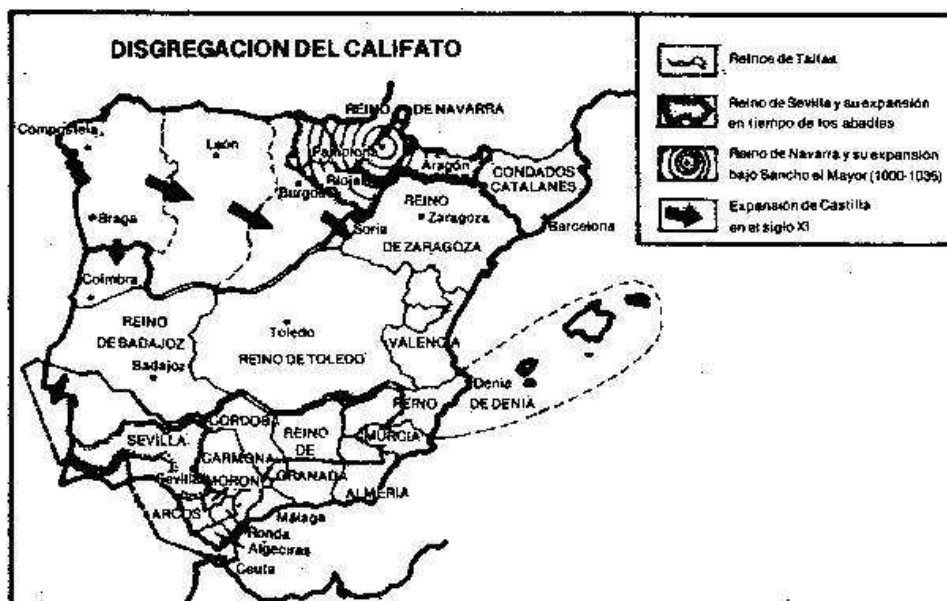 DISGREGACION DEL CALIFATO
Reinos de Taifas
Reino de Sevilla y su expansión
en tiempo de los abadíes
Reino de Navarra y su expansión
bajo Sancho el Mayor (1000-1035)
Expansión de Castilla
en el siglo XI
REINO DE NAVARRA
Compostela
León
Pamplona
Aragón
CONDADOS
CATALANES
Burgos
Rioja
REINO
Zaragoza
DE ZARAGOZA
Barcelona
Braga
Soria
Coimbra
REINO
DE BADAJOZ
Badajoz
Toledo
REINO DE TOLEDO
VALENCIA
Denia
REINO
DE DENIA
CORDOBA
SEVILLA
REINO
DE
MURCIA
CARMONA
Sevilla
MORON
GRANADA
ALMERIA
ARCOS
Málaga
Ronda
Algeciras
Ceuta